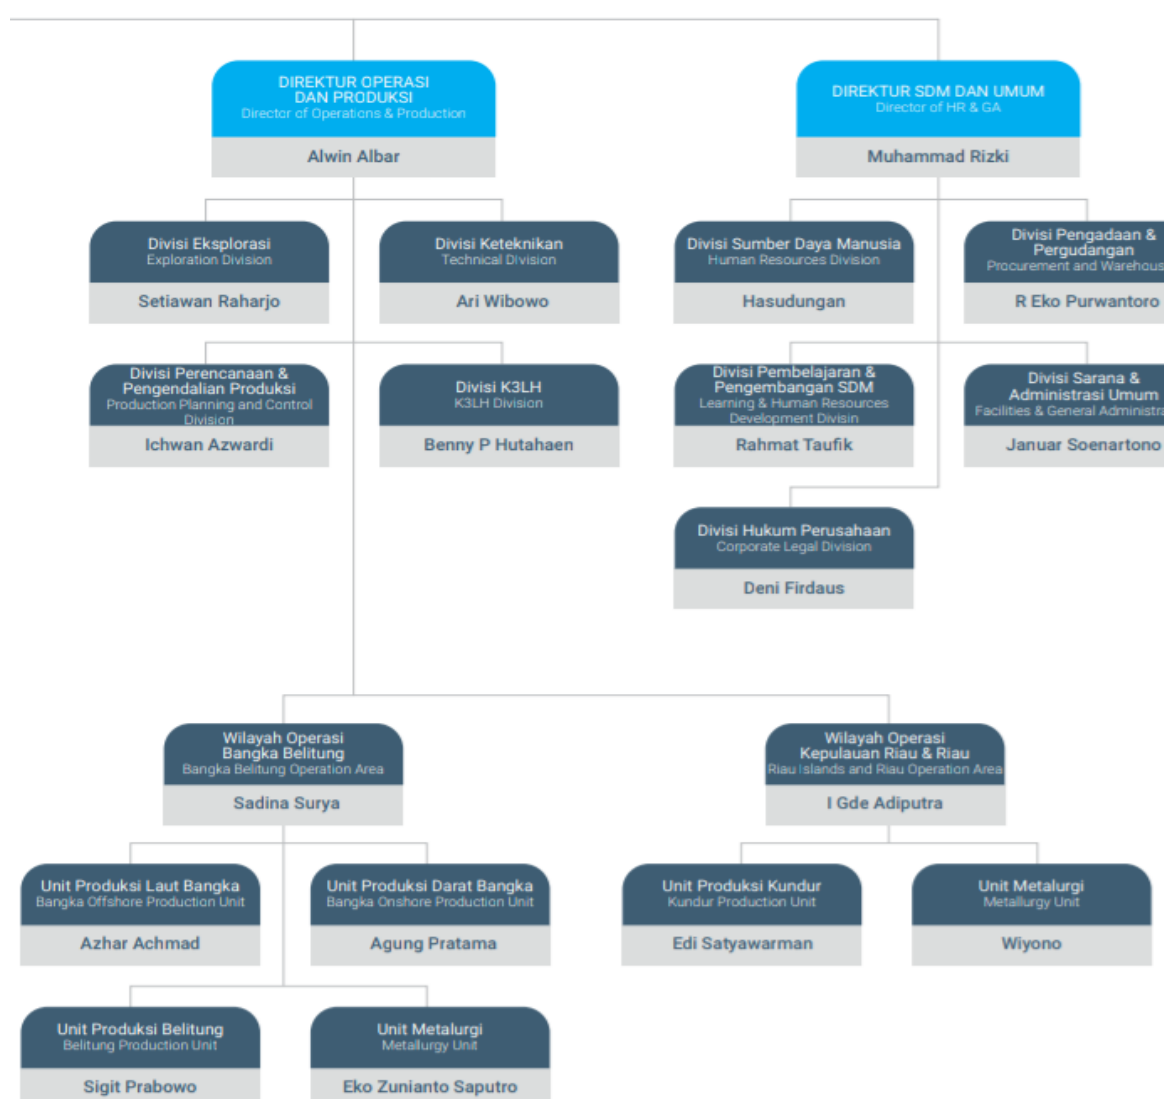 DIREKTUR OPERASI
DAN PRODUKSI
Director of Operations & Production
Alwin Albar
DIREKTUR SDM DAN UMUM
Director of HR & GA
Muhammad Rizki
Divisi Eksplorasi
Exploration Division
Setiawan Raharjo
Divisi Keteknikan
Technical Division
Ari Wibowo
Divisi Sumber Daya Manusia
Human Resources Division
Hasudungan
Divisi Pengadaan &
Pergudangan
Procurement and Warehous
R Eko Purwantoro
Divisi Perencanaan &
Pengendalian Produksi
Production Planning and Control
Division
Ichwan Azwardi
Divisi K3LH
K3LH Division
Benny P Hutahaen
Divisi Pembelajaran &
Pengembangan SDM
Learning & Human Resources
Development Divisin
Rahmat Taufik
Divisi Sarana &
Administrasi Umum
Facilities & General Administra
Januar Soenartono
Divisi Hukum Perusahaan
Corporate Legal Division
Deni Firdaus
Wilayah Operasi
Bangka Belitung
Bangka Belitung Operation Area
Sadina Surya
Wilayah Operasi
Kepulauan Riau & Riau
Riau Islands and Riau Operation Area
I Gde Adiputra
Unit Produksi Laut Bangka
Bangka Offshore Production Unit
Azhar Achmad
Unit Produksi Darat Bangka
Bangka Onshore Production Unit
Agung Pratama
Unit Produksi Kundur
Kundur Production Unit
Edi Satyawarman
Unit Metalurgi
Metallurgy Unit
Wiyono
Unit Produksi Belitung
Belitung Production Unit
Sigit Prabowo
Unit Metalurgi
Metallurgy Unit
Eko Zunianto Saputro